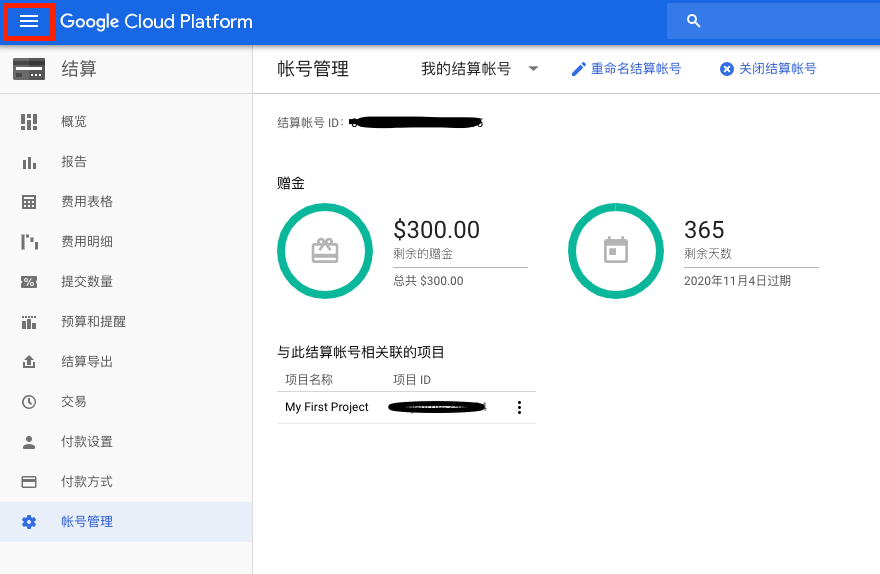 Google Cloud Platform
结算
帐号管理
我的结算帐号
重命名结算帐号
关闭结算帐号
概览
报告
费用表格
费用明细
提交数量
预算和提醒
结算导出
交易
付款设置
付款方式
帐号管理
结算帐号 ID:
赠金
$300.00
剩余的赠金
总共 $300.00
365
剩余天数
2020年11月4日过期
与此结算帐号相关联的项目
项目名称 项目 ID
My First Project